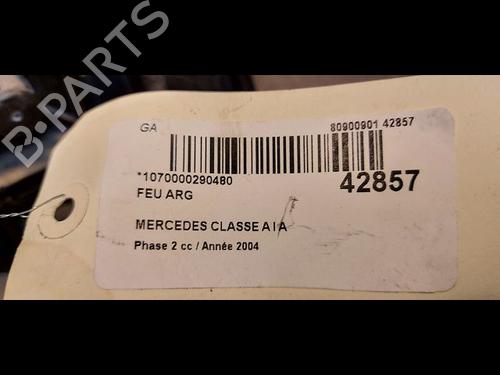 B-PARTS
GA
80900901 42857
*1070000290480
42857
FEU ARG
MERCEDES CLASSE A I A
Phase 2 cc / Année 2004